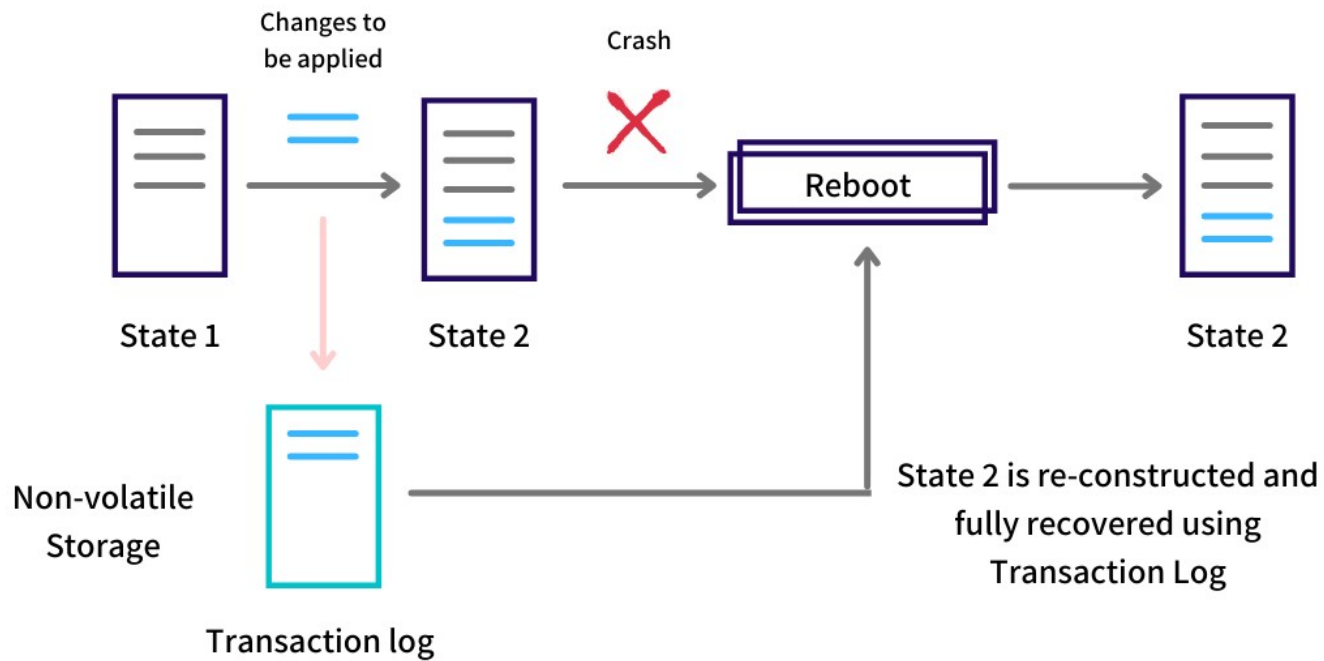 Changes to
be applied
Crash
Reboot
State 1
State 2
State 2
Non-volatile
Storage
State 2 is re-constructed and
fully recovered using
Transaction Log
Transaction log